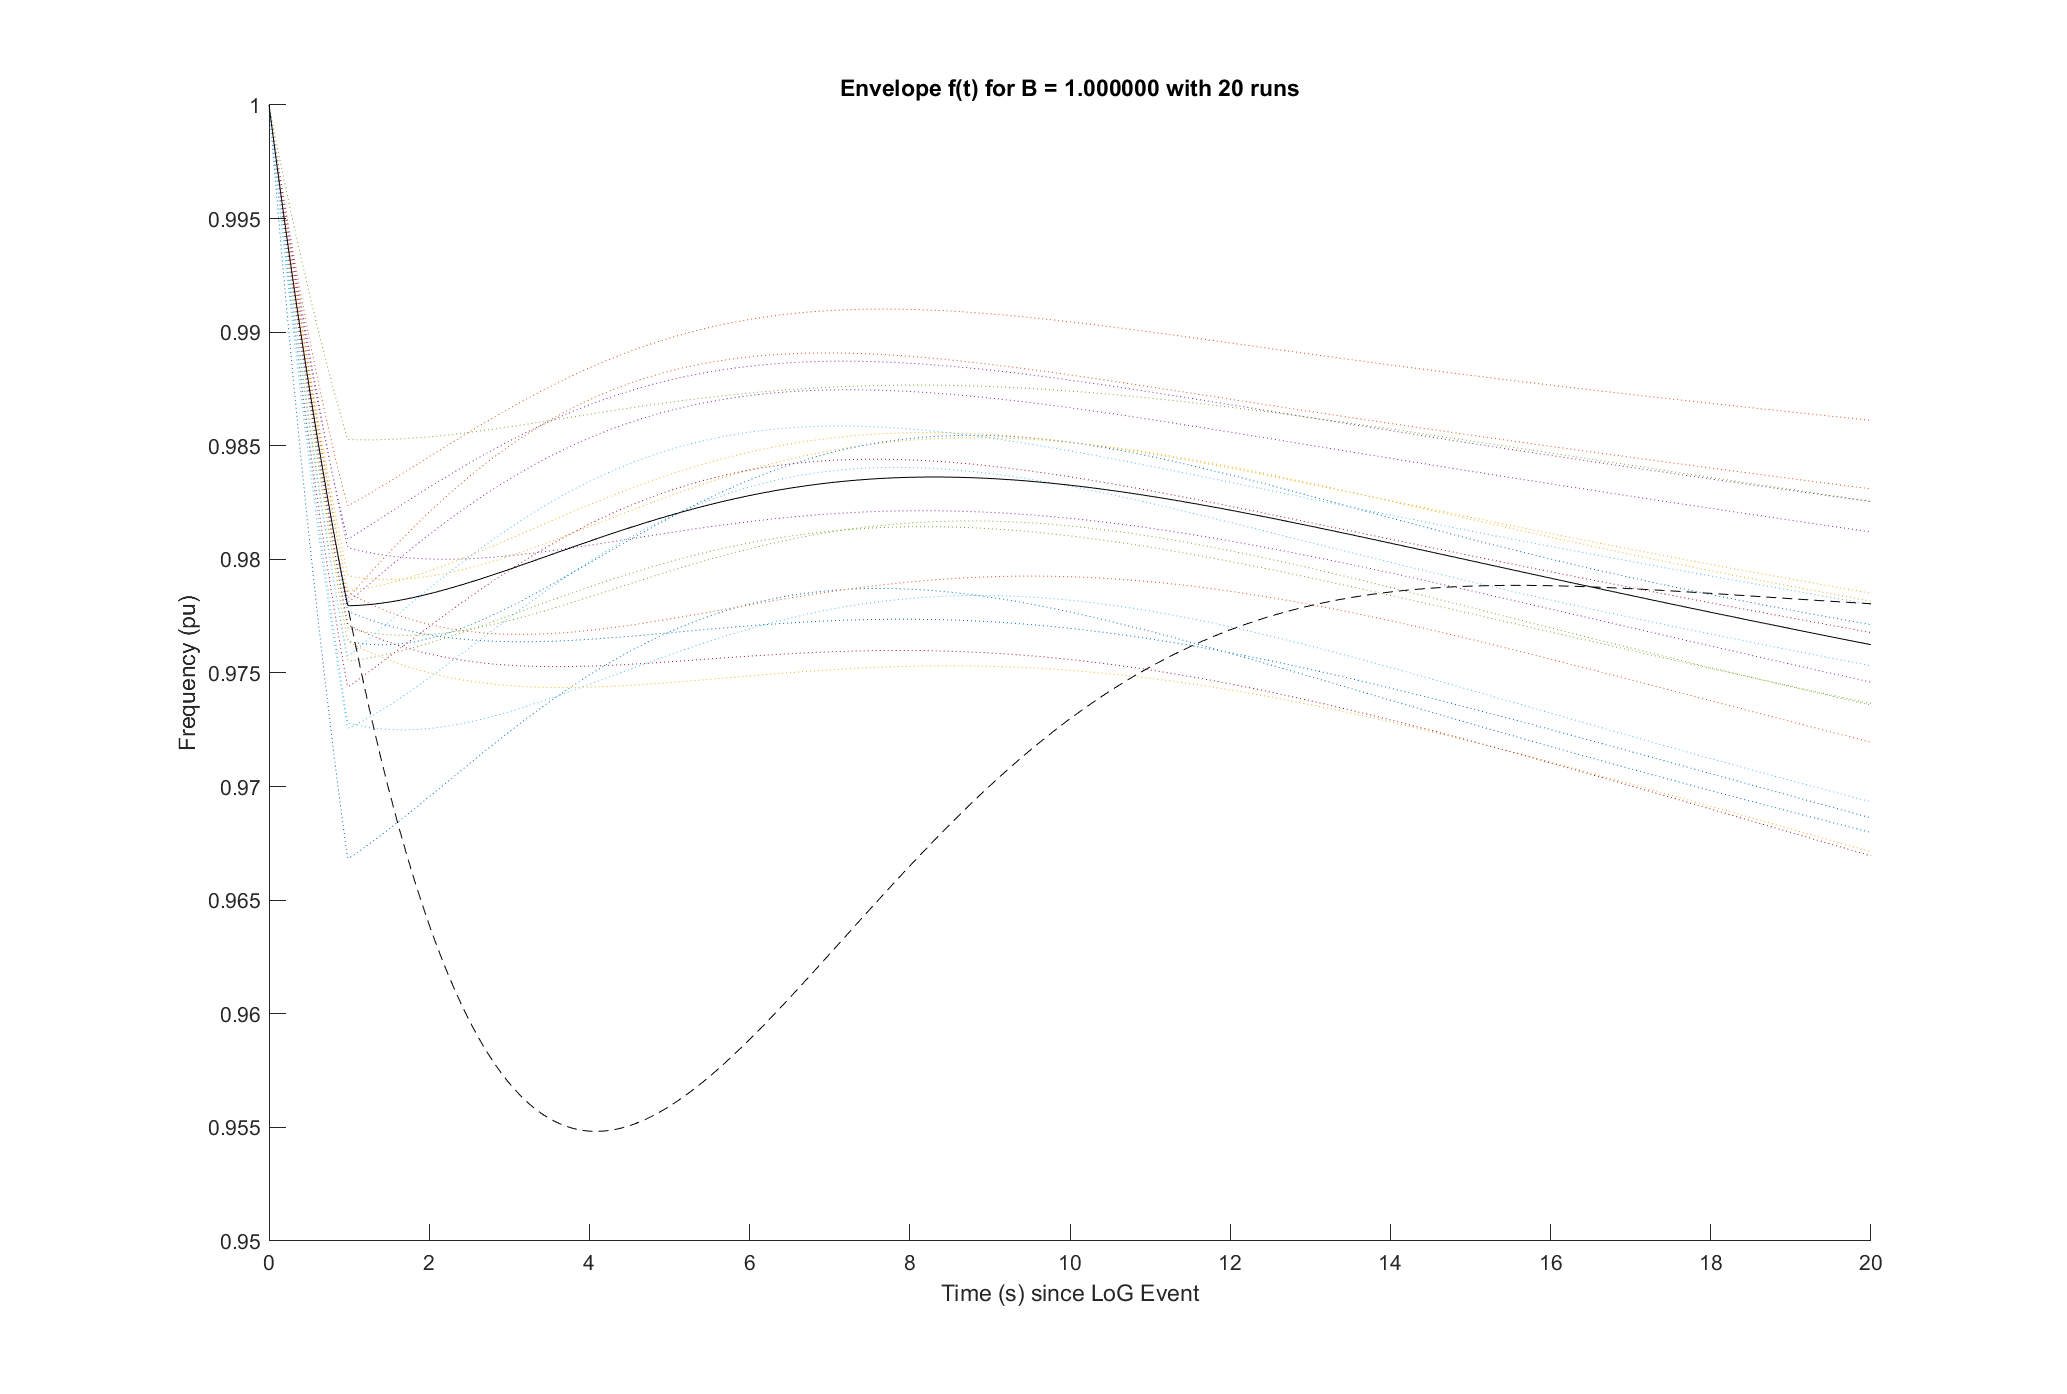 Envelope f(t) for B = 1.000000 with 20 runs
1
0.995
0.99
0.985
0.98
0.975
0.97
0.965
0.96
0.955
0.95
Frequency (pu)
0 2 4 6 8 10 12 14 16 18 20
Time (s) since LoG Event